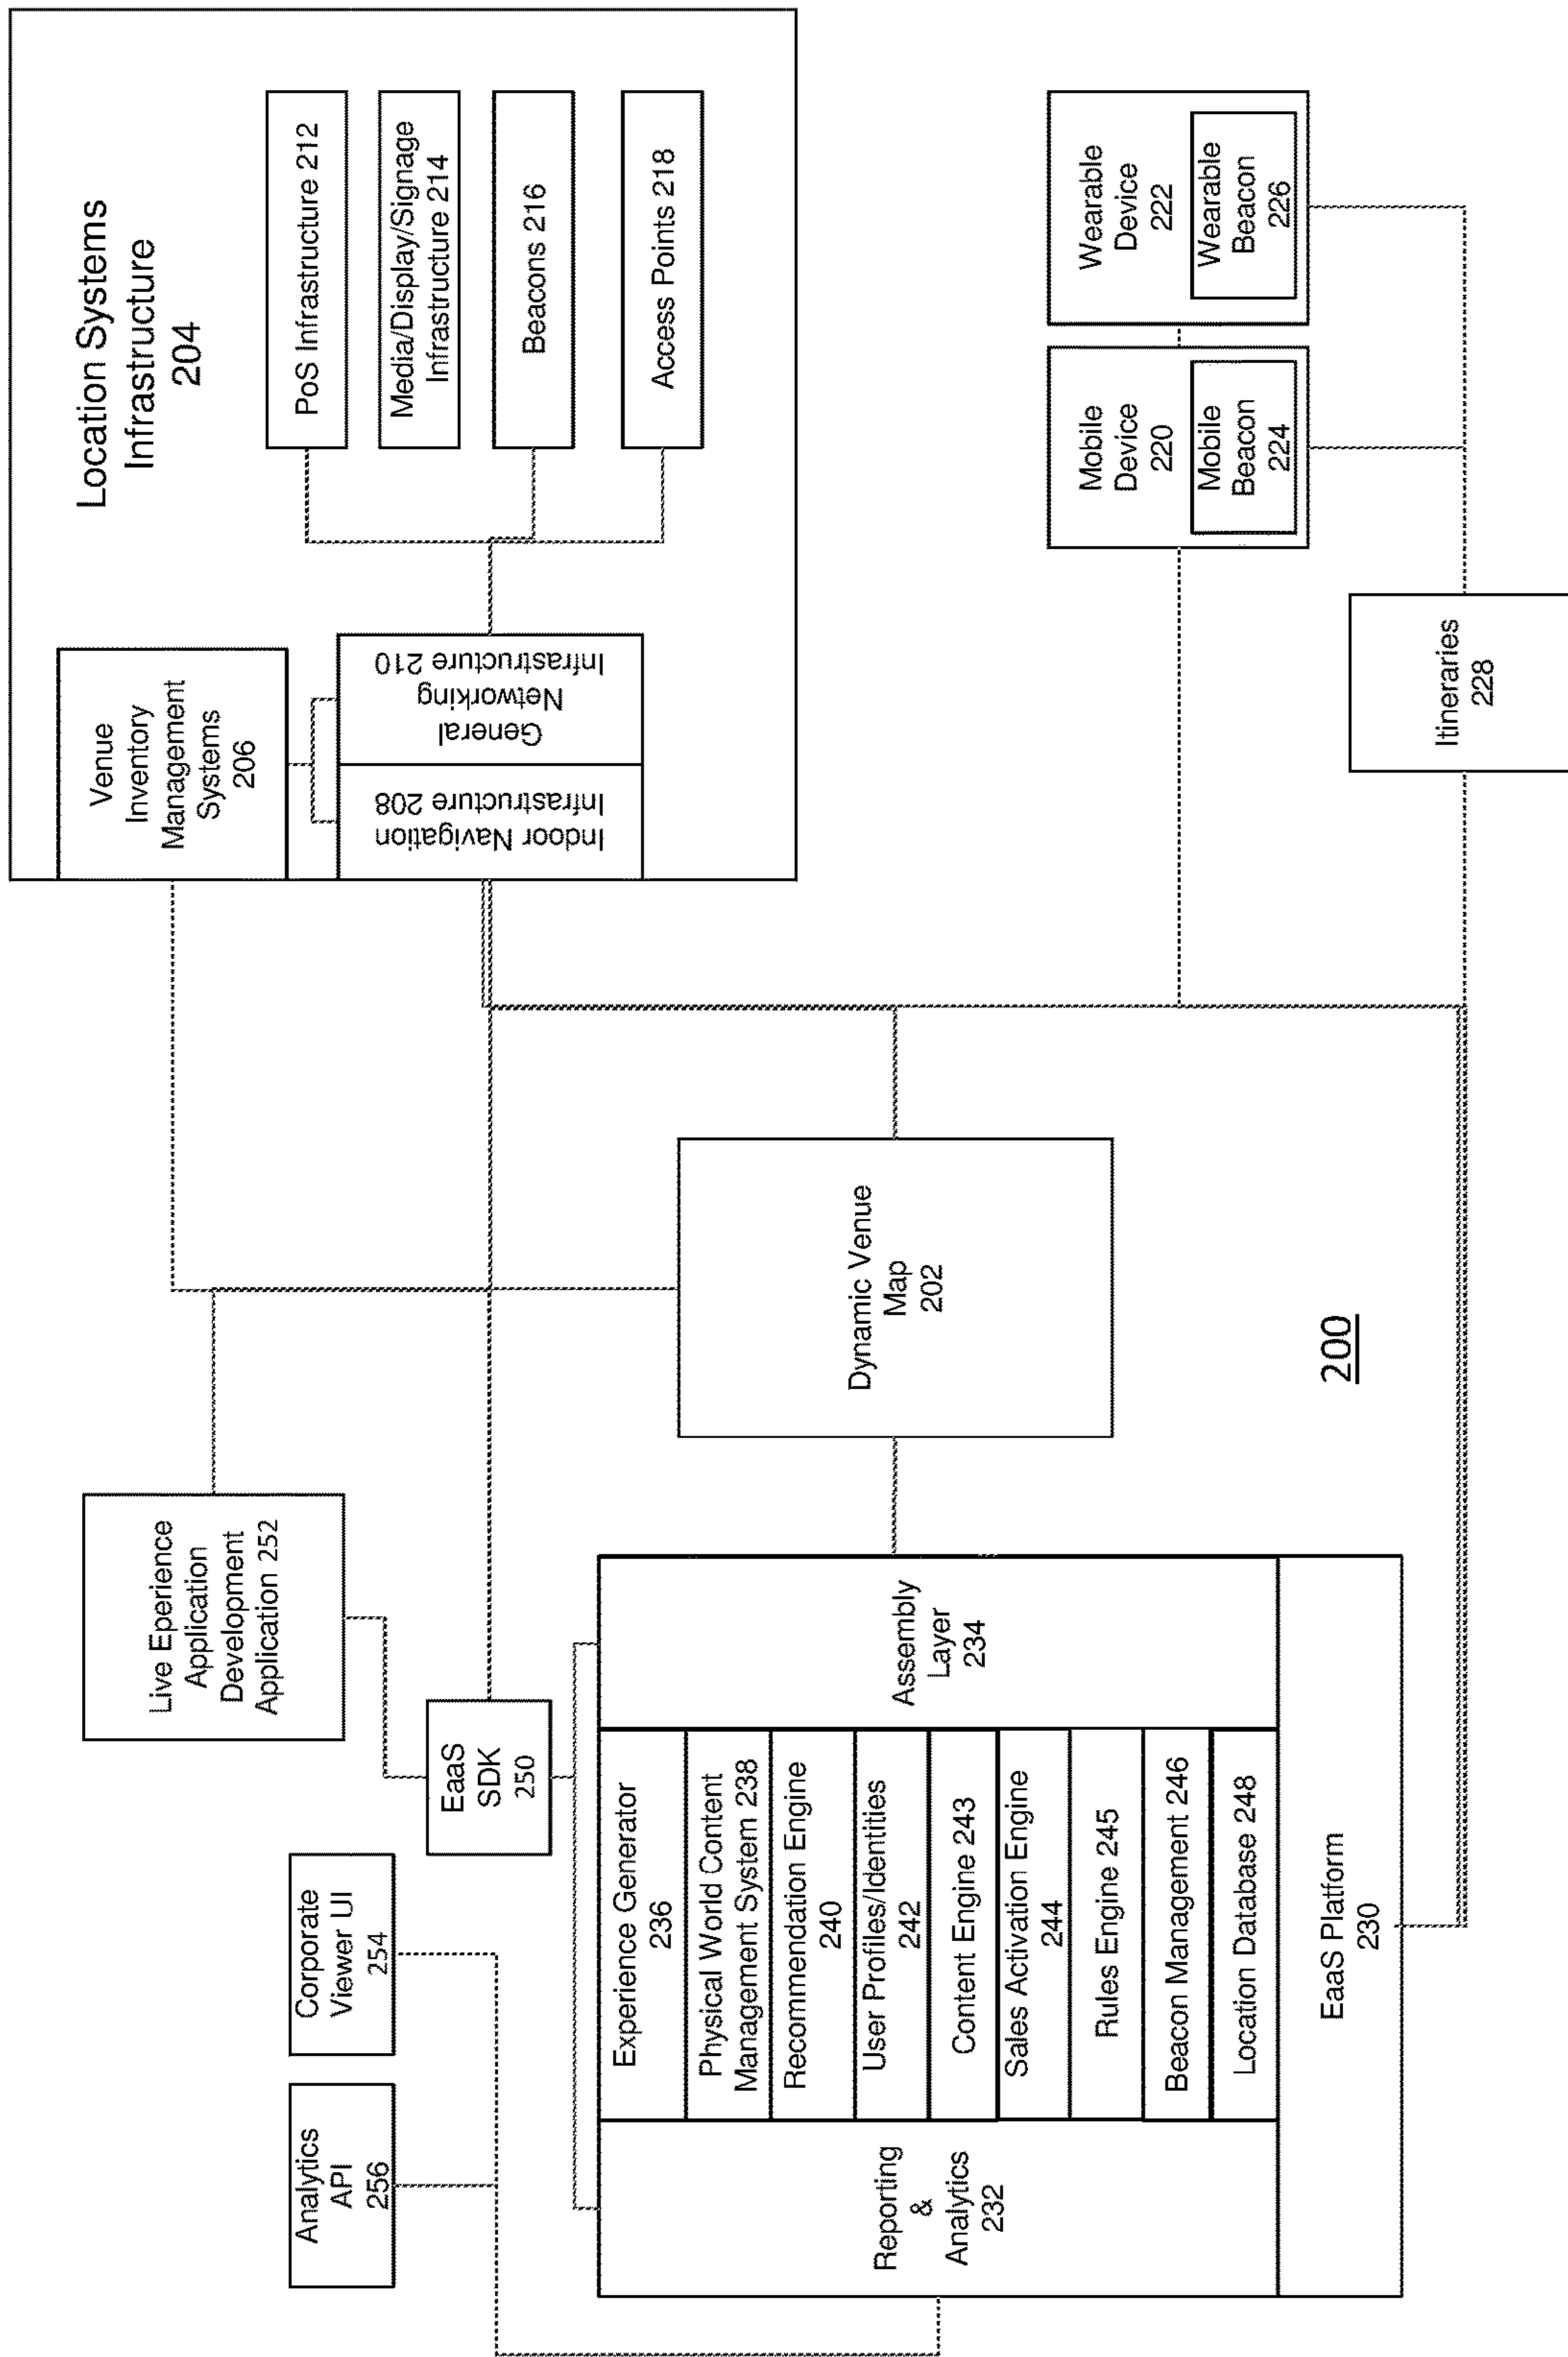 Analytics
API
256
Corporate
Viewer UI
254
Live Eperience
Application
Development
Application 252
EaaS
SDK
250
Reporting
&
Analytics
232
Experience Generator
236
Physical World Content
Management System 238
Recommendation Engine
240
User Profiles/Identities
242
Content Engine 243
Sales Activation Engine
244
Rules Engine 245
Beacon Management 246
Location Database 248
Assembly
Layer
234
EaaS Platform
230
Dynamic Venue
Map
202
200
Location Systems
Infrastructure
204
Venue
Inventory
Management
Systems
206
Indoor Navigation
Infrastructure 208
General
Networking
Infrastructure 210
PoS Infrastructure 212
Media/Display/Signage
Infrastructure 214
Beacons 216
Access Points 218
Mobile
Device
220
Mobile
Beacon
224
Wearable
Device
222
Wearable
Beacon
226
Itineraries
228